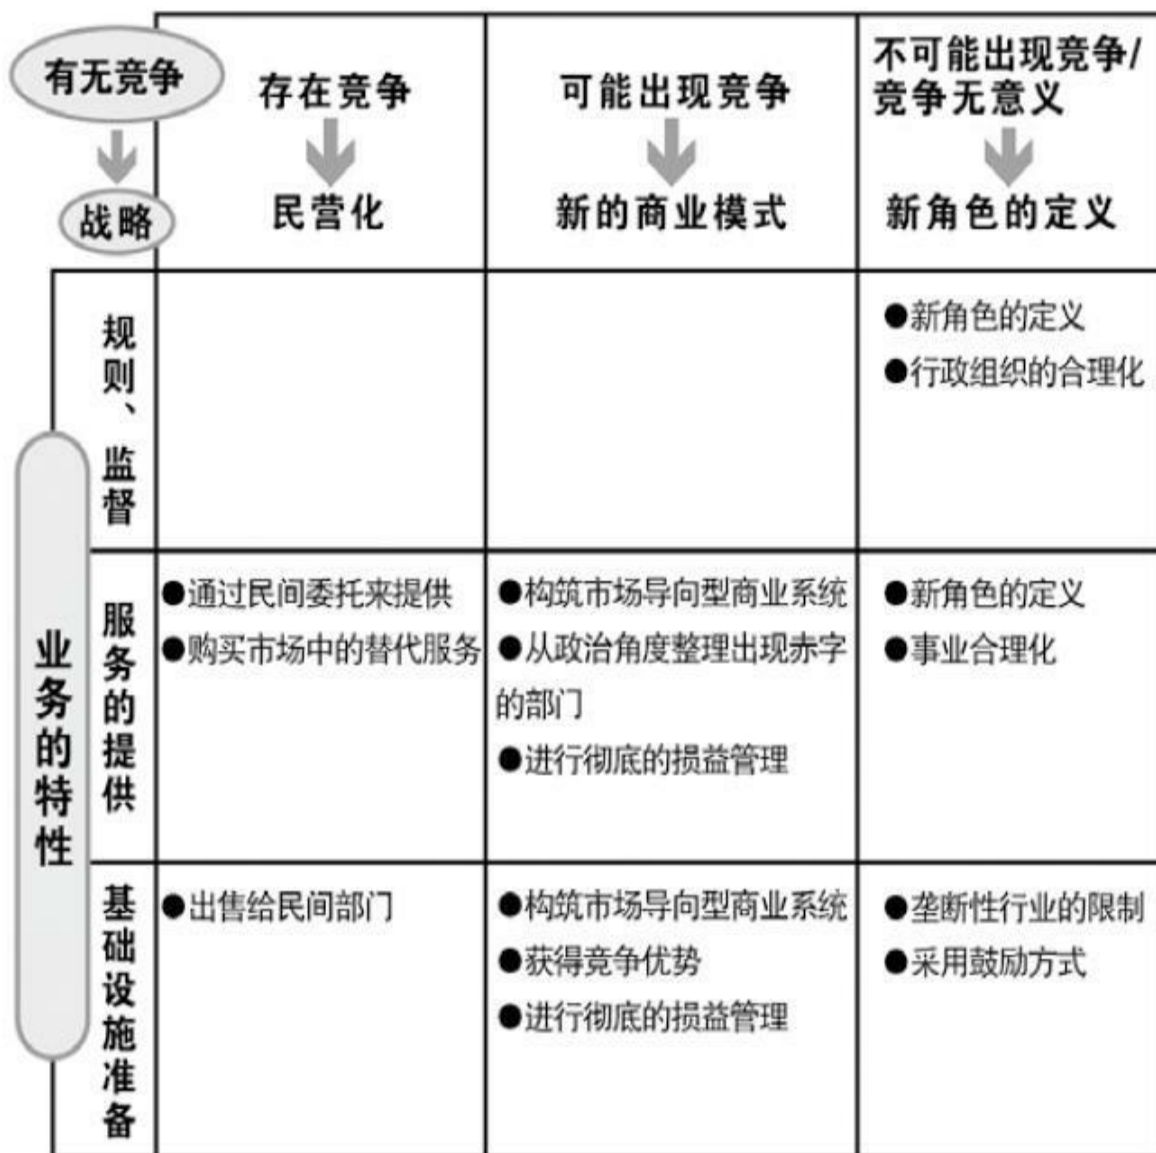 有无竞争
战略
存在竞争
民营化
可能出现竞争
新的商业模式
不可能出现竞争/
竞争无意义
新角色的定义
业务的特性
规则、监督
●新角色的定义
●行政组织的合理化
服务的提供
●通过民间委托来提供
●购买市场中的替代服务
●构筑市场导向型商业系统
●从政治角度整理出现赤字
的部门
●进行彻底的损益管理
●新角色的定义
●事业合理化
基础设施准备
●出售给民间部门
●构筑市场导向型商业系统
●获得竞争优势
●进行彻底的损益管理
●垄断性行业的限制
●采用鼓励方式